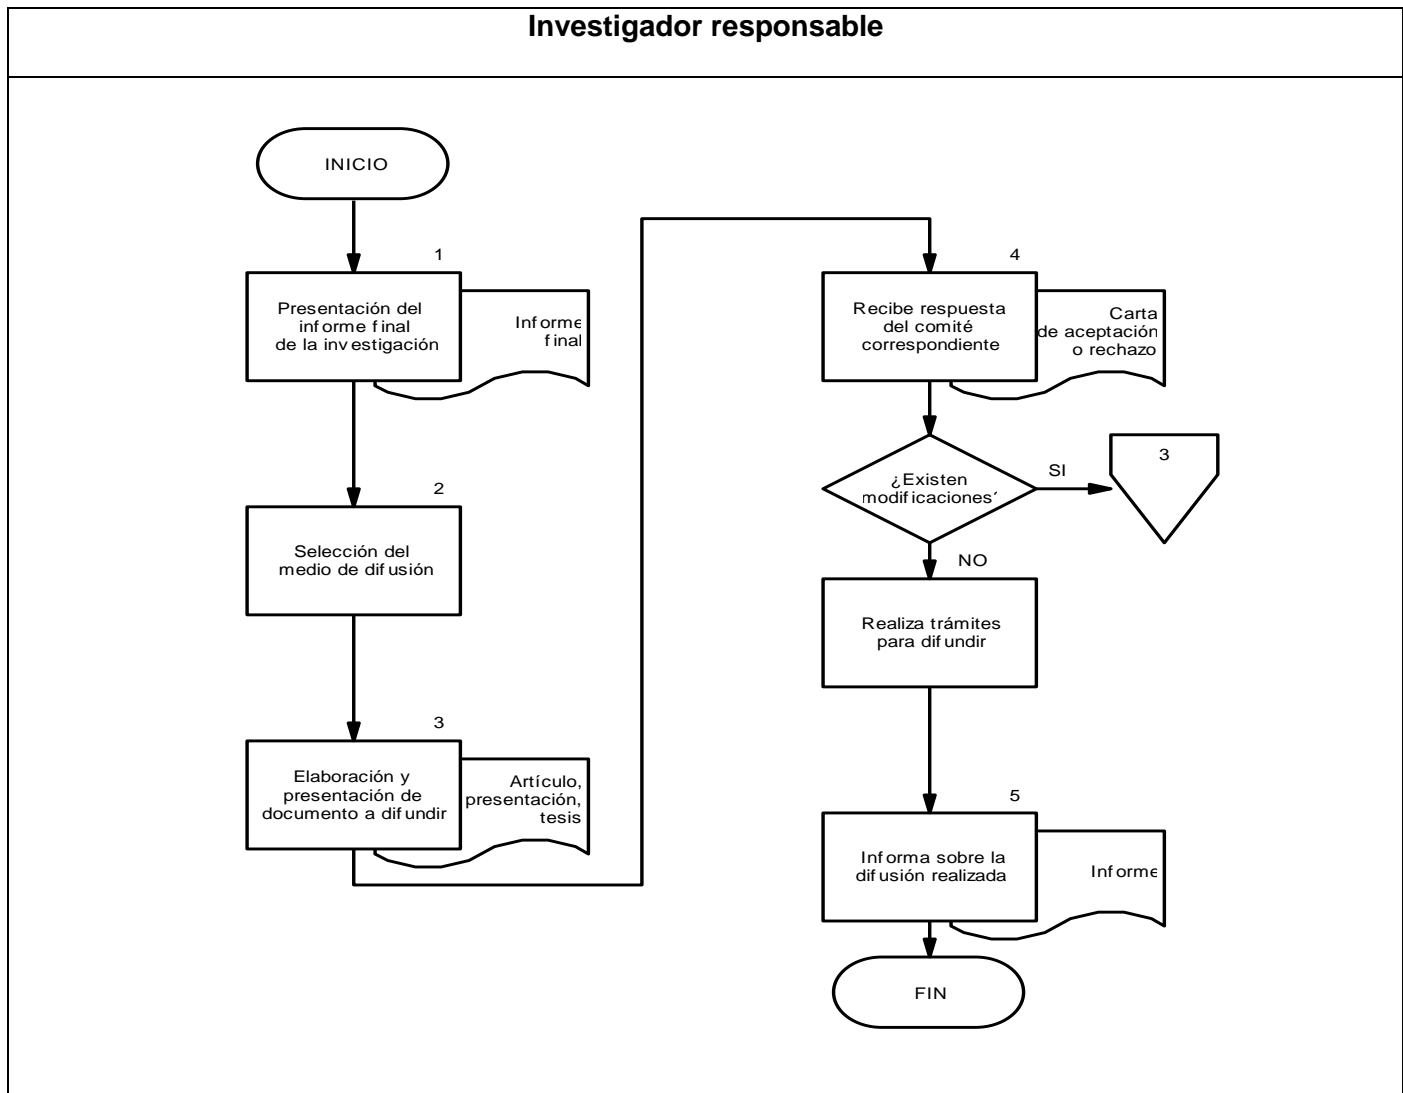 Investigador responsable
INICIO
1
Presentación del
informe final
de la investigación
Informe
final
2
Selección del
medio de difusión
3
Elaboración y
presentación de
documento a difundir
Artículo,
presentación,
tesis
4
Recibe respuesta
del comité
correspondiente
Carta
de aceptación
o rechazo
¿Existen
modificaciones?
SI
3
NO
Realiza trámites
para difundir
5
Informa sobre la
difusión realizada
Informe
FIN